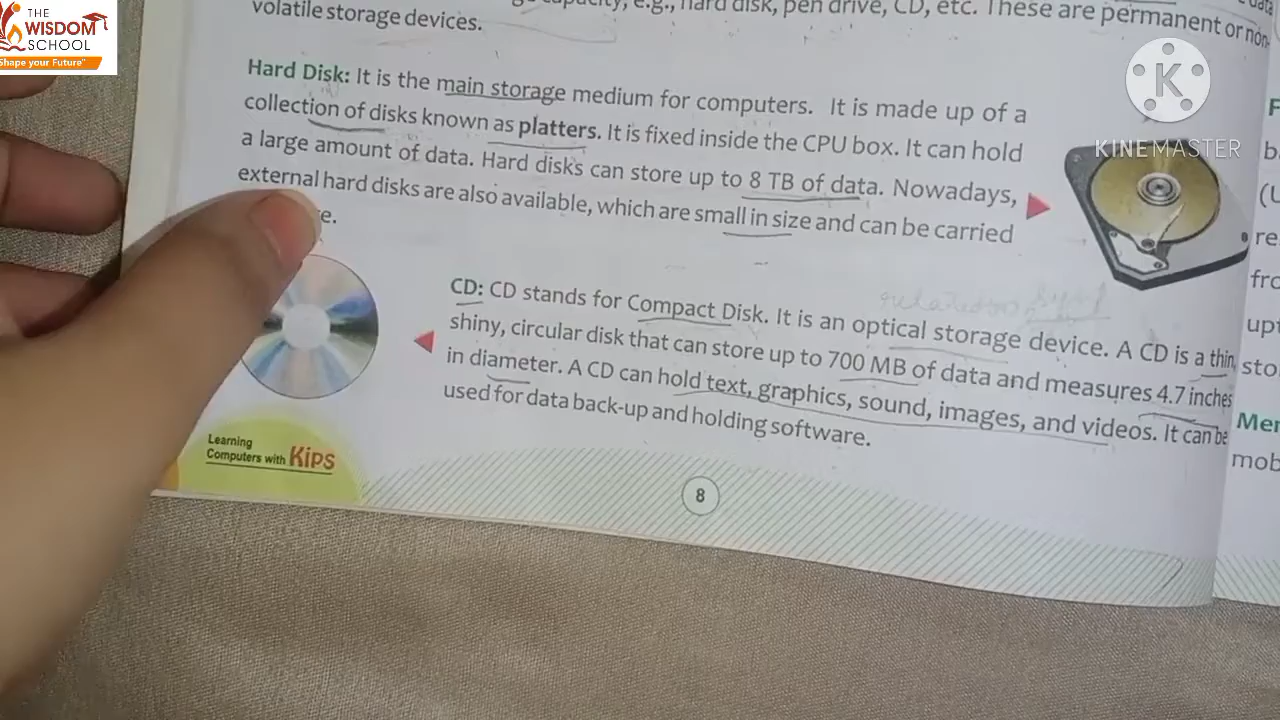 THE
WISDOM
SCHOOL
Shape your Future"
capacity, e.g., hard disk, pen drive, CD, etc. These are permanent or non-
volatile storage devices.
Hard Disk: It is the main storage medium for computers. It is made up of a
collection of disks known as platters. It is fixed inside the CPU box. It can hold
a large amount of data. Hard disks can store up to 8 TB of data. Nowadays,
external hard disks are also available, which are small in size and can be carried
e.
KINEMASTER
CD: CD stands for Compact Disk. It is an optical storage device. A CD is a thin,
shiny, circular disk that can store up to 700 MB of data and measures 4.7 inches
in diameter. A CD can hold text, graphics, sound, images, and videos. It can be
used for data back-up and holding software.
Learning
Computers with Kips
8
F
b
(U
re
fro
up
sto
Mem
mob